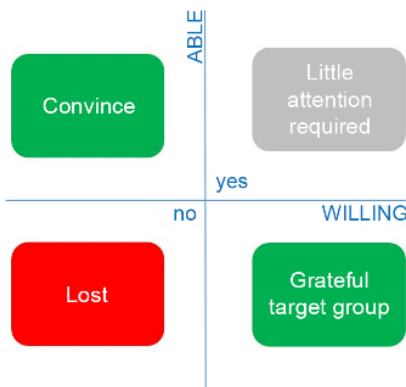 ABLE
Convince
Little
attention
required
yes
no
WILLING
Lost
Grateful
target group